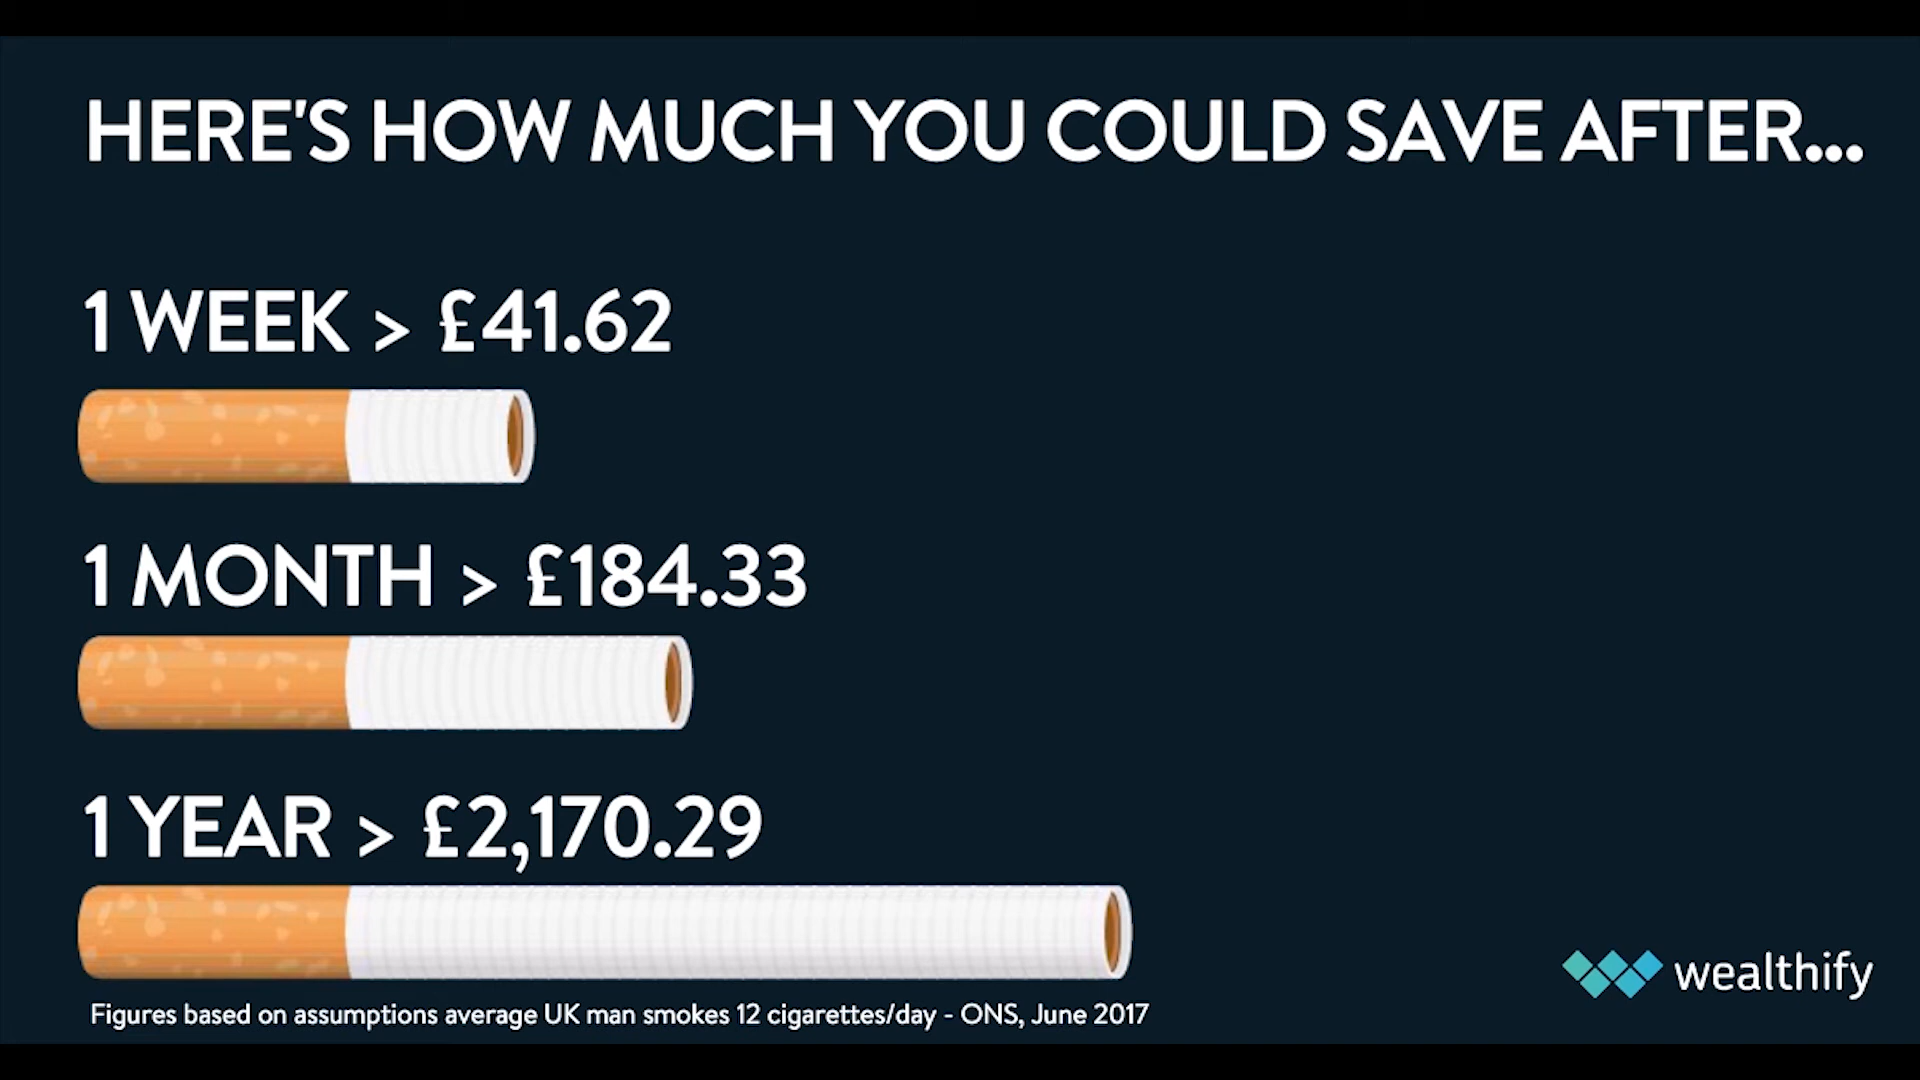 HERE'S HOW MUCH YOU COULD SAVE AFTER...
1 WEEK > £41.62
1 MONTH > £184.33
1 YEAR > £2,170.29
Figures based on assumptions average UK man smokes 12 cigarettes/day - ONS, June 2017
wealthify